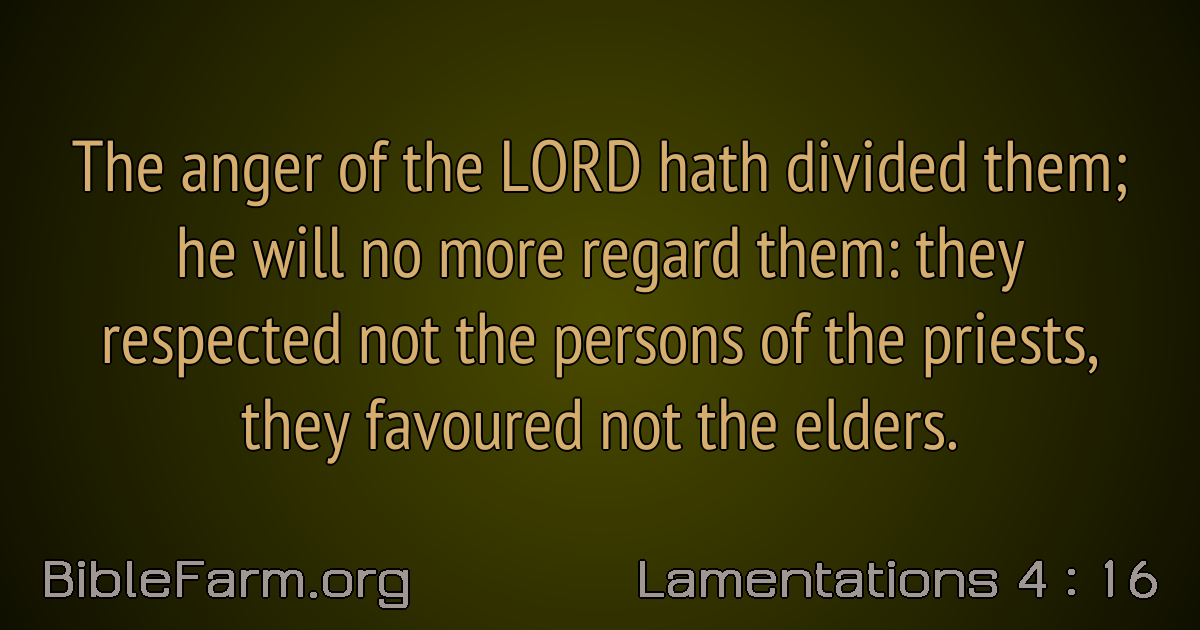 The anger of the LORD hath divided them;
he will no more regard them: they
respected not the persons of the priests,
they favoured not the elders.
BibleFarm.org
Lamentations 4 : 16